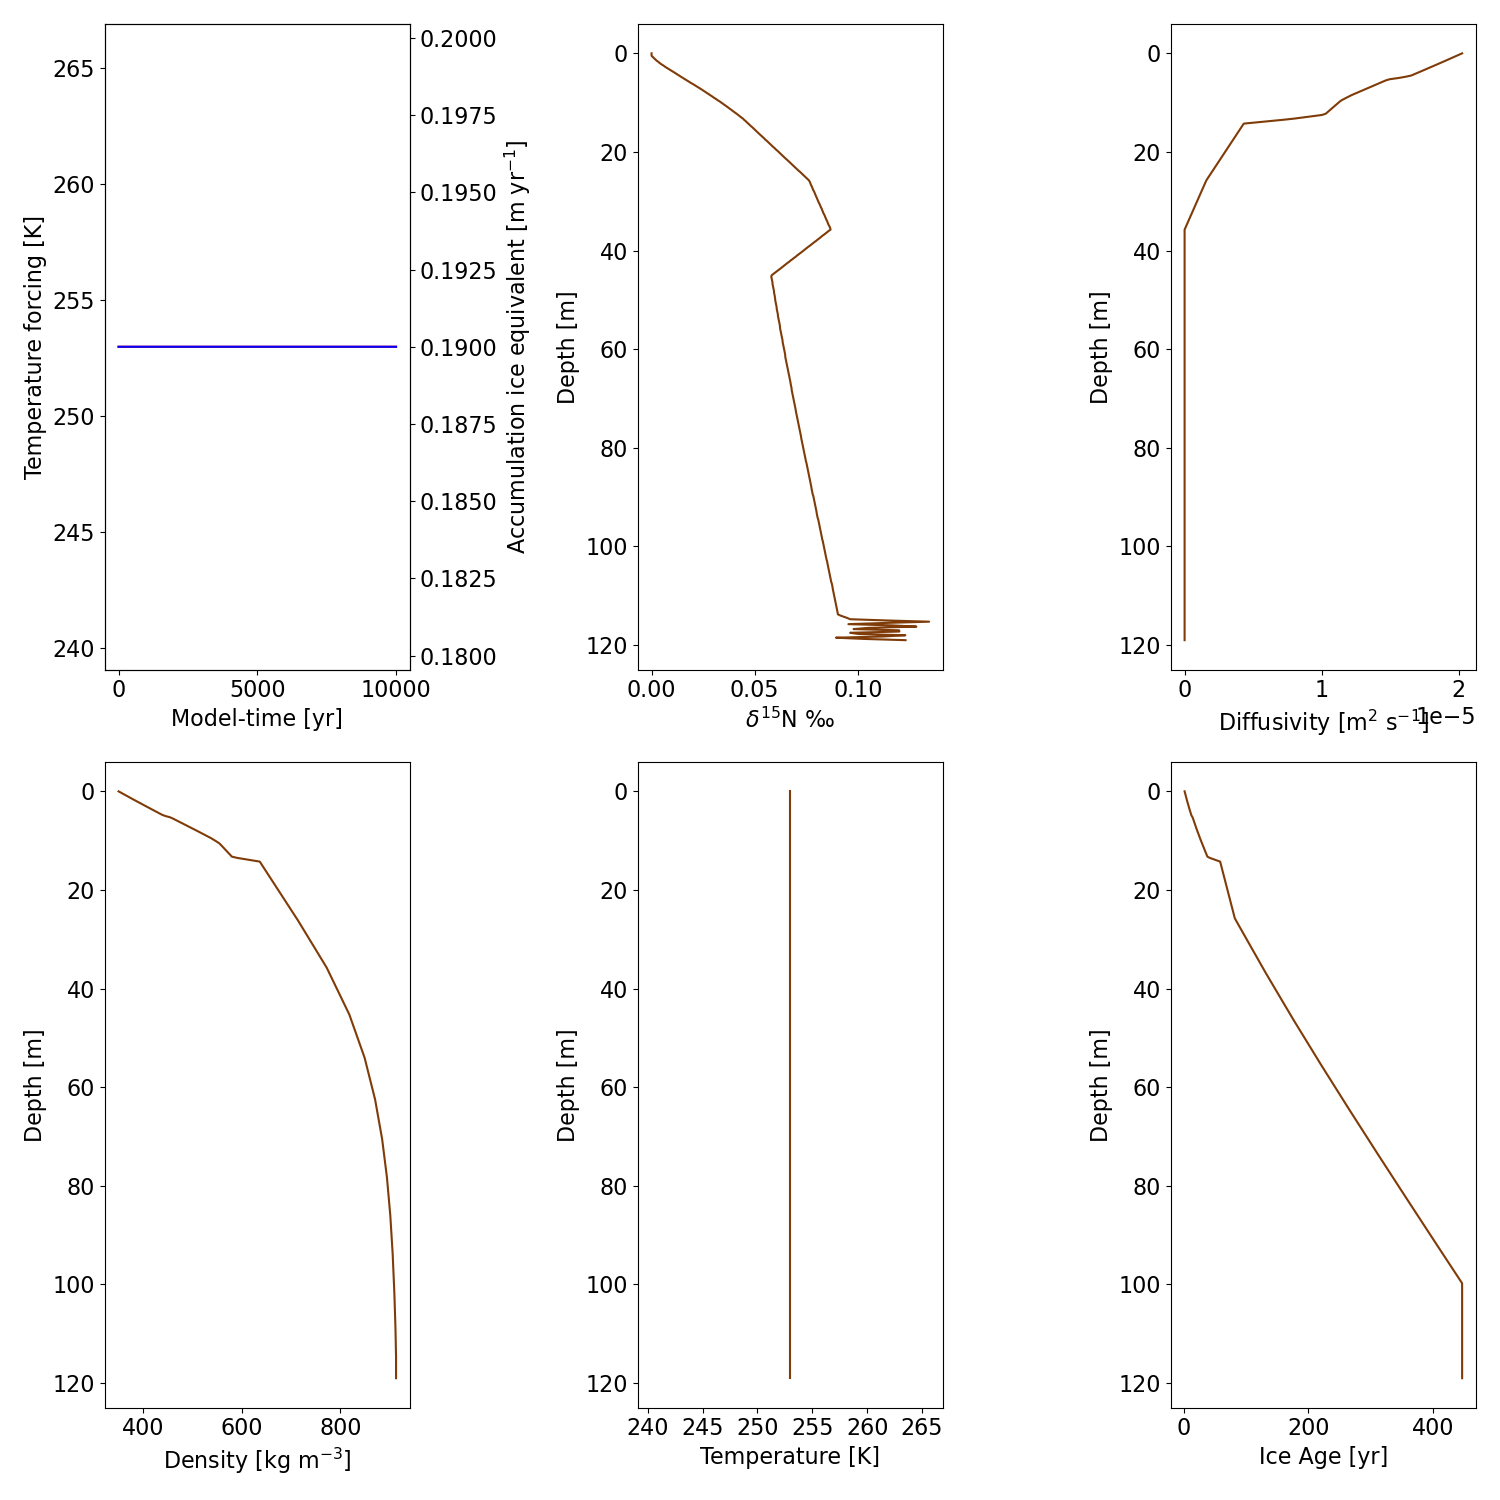 265
260
255
250
245
240
Temperature forcing [K]
0.2000
0.1975
0.1950
0.1925
0.1900
0.1875
0.1850
0.1825
0.1800
Accumulation ice equivalent [m yr⁻¹]
0 5000 10000
Model-time [yr]
0
20
40
60
80
100
120
Depth [m]
0.00 0.05 0.10
δ¹⁵N ‰
0
20
40
60
80
100
120
Depth [m]
0 1 2
Diffusivity [m² s⁻¹]
1e−5
0
20
40
60
80
100
120
Depth [m]
400 600 800
Density [kg m⁻³]
0
20
40
60
80
100
120
Depth [m]
240 245 250 255 260 265
Temperature [K]
0
20
40
60
80
100
120
Depth [m]
0 200 400
Ice Age [yr]